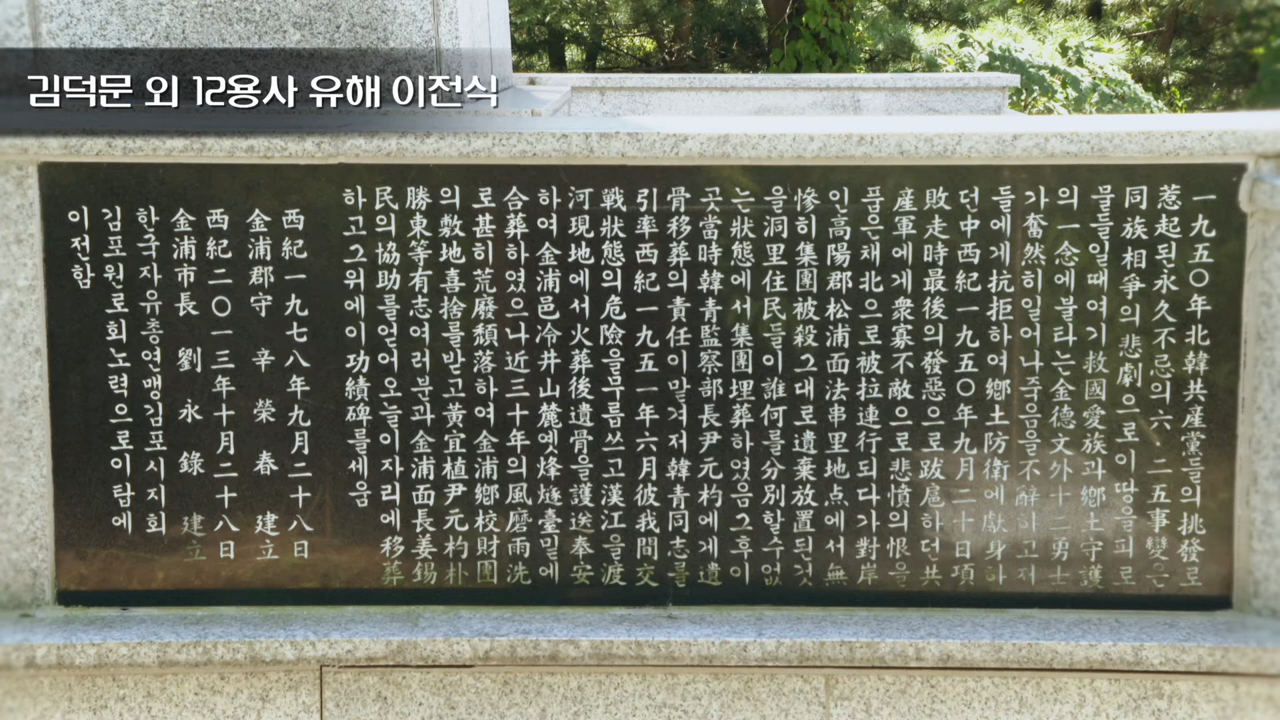 김덕문 외 12용사 유해 이전식
一九五〇年北韓共産黨들의挑發로
惹起된永久不忌의六·二五事變은
同族相爭의悲劇으로이땅을피로
물들일때여기救國愛族과鄕土守護
의一念에불타는金德文外十二勇士
가奮然히일어나죽음을不辭하고저
들에게抗拒하여鄕土防衛에獻身하
던中西紀一九五〇年九月二十日項
敗走時最後의發惡으로跋扈하던共
産軍에게衆寡不敵으로悲憤의恨을
품은채北으로被拉連行되다가對岸
인高陽郡松浦面法串里地点에서無
慘히集團被殺그대로遺棄放置된것
을洞里住民들이誰何를分別할수없
는狀態에서集團埋葬하였음그후이
곳當時韓靑監察部長尹元杓에게遺
骨移葬의責任이맡겨저韓靑同志를
引率西紀一九五一年六月彼我間交
戰狀態의危險을무릅쓰고漢江을渡
河現地에서火葬後遺骨을護送奉安
하여金浦邑冷井山麓옛烽燧臺밑에
合葬하였으나近三十年의風磨雨洗
로甚히荒廢頹落하여金浦鄕校財團
의敷地喜捨를받고黃宜植尹元杓朴
勝東等有志여러분과金浦面長姜錫
民의協助를얻어오늘이자리에移葬
하고그위에이功績碑를세움
西紀一九七八年九月二十八日
金浦郡守 辛榮春 建立
西紀二〇一三年十月二十八日
金浦市長 劉永錄 建立
한국자유총연맹김포시지회
김포원로회노력으로이탑에
이전함